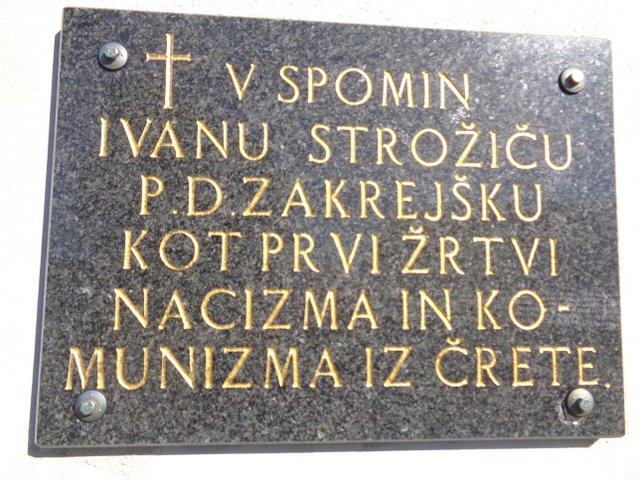 V SPOMIN
IVANU STROŽIČU
P.D. ZAKREJŠKU
KOT PRVI ŽRTVI
NACIZMA IN KO-
MUNIZMA IZ ČRETE.